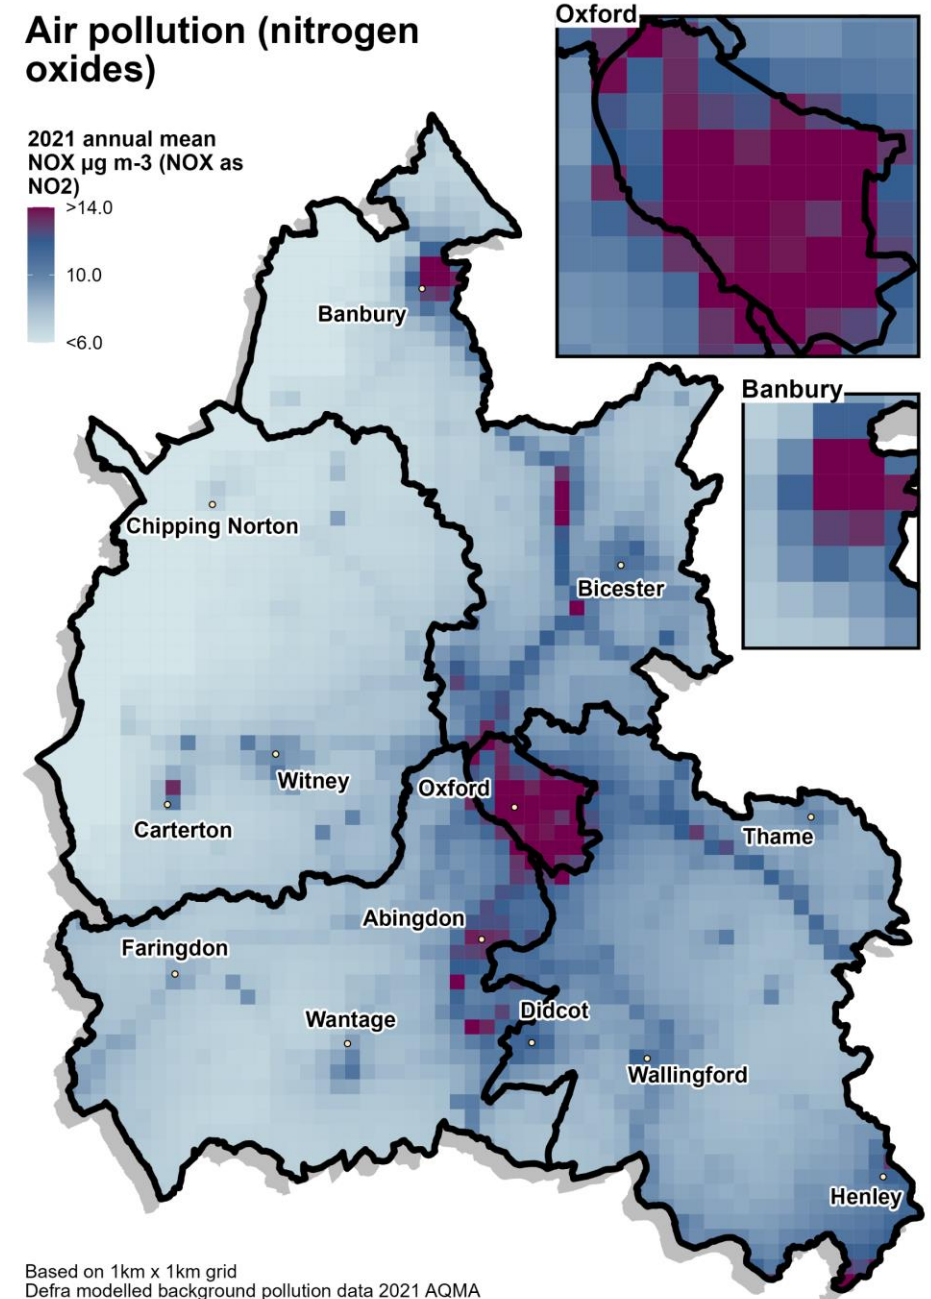 Air pollution (nitrogen
oxides)
2021 annual mean
NOX µg m-3 (NOX as
NO2)
>14.0
10.0
<6.0
Oxford
Banbury
Banbury
Chipping Norton
Bicester
Witney
Oxford
Carterton
Thame
Abingdon
Faringdon
Wantage
Didcot
Wallingford
Henley
Based on 1km x 1km grid
Defra modelled background pollution data 2021 AQMA